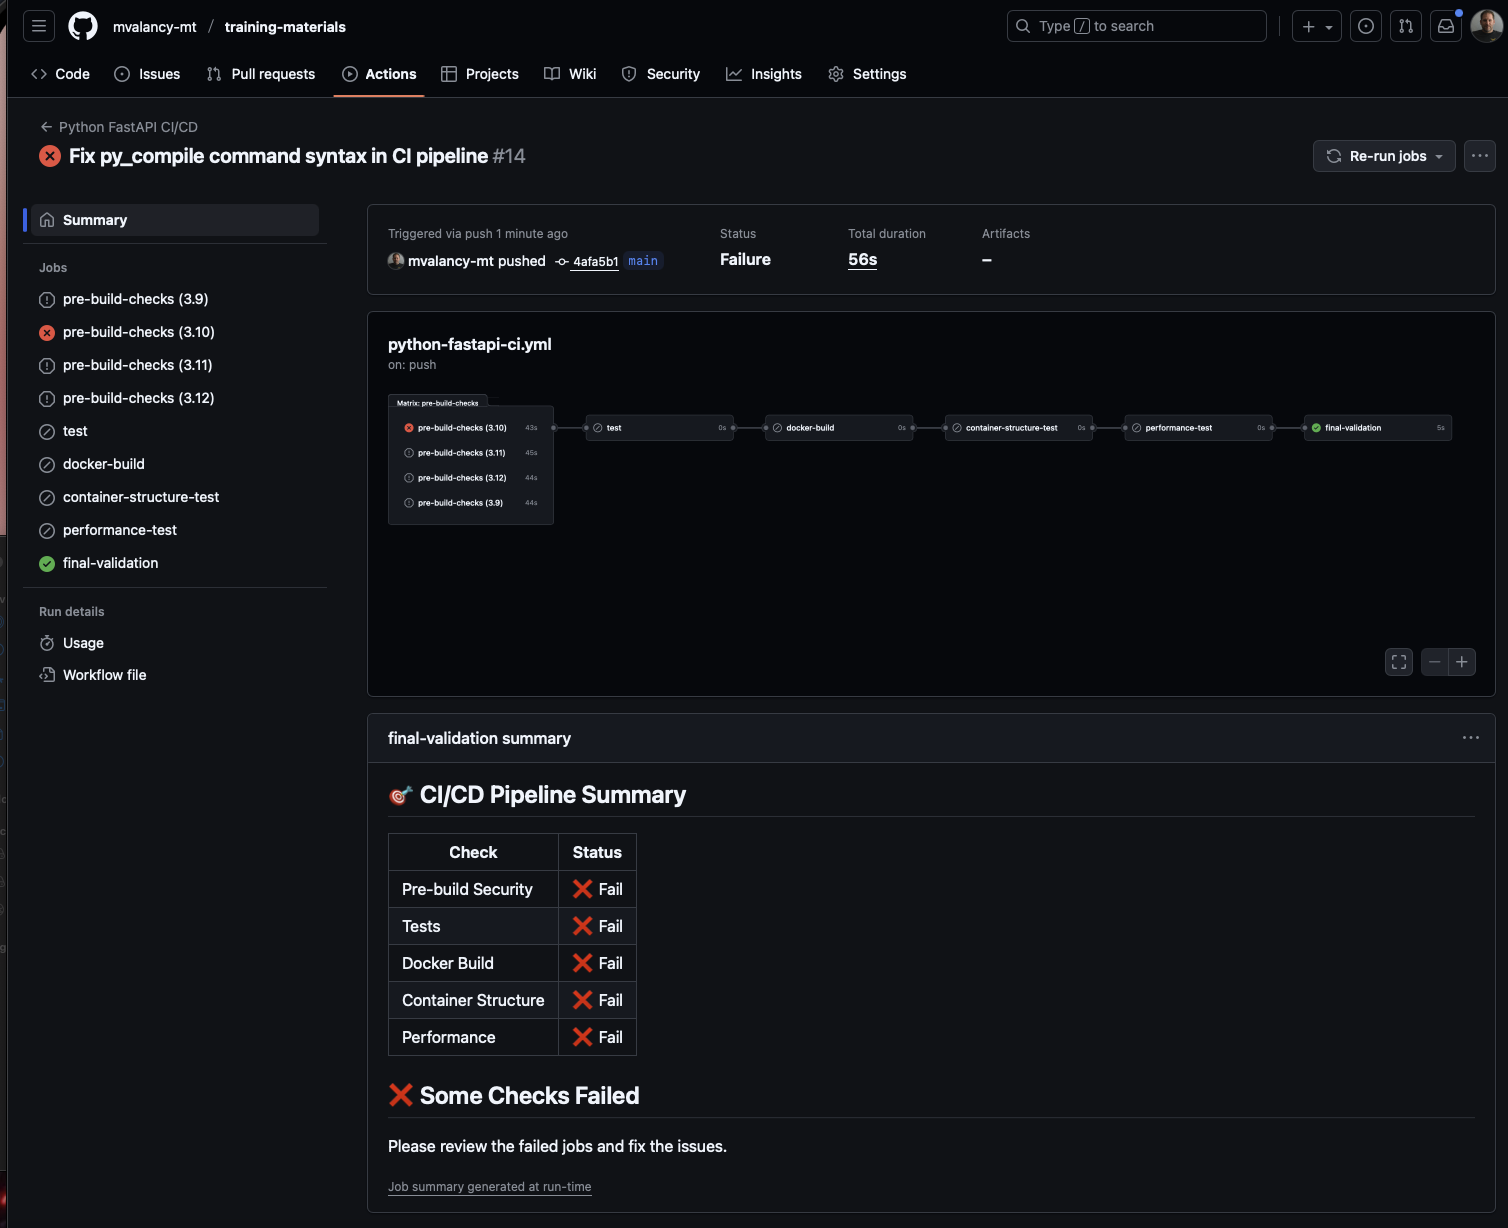 mvalancy-mt / training-materials
Type / to search
Code
Issues
Pull requests
Actions
Projects
Wiki
Security
Insights
Settings
Python FastAPI CI/CD
Fix py_compile command syntax in CI pipeline #14
Re-run jobs
Summary
Jobs
pre-build-checks (3.9)
pre-build-checks (3.10)
pre-build-checks (3.11)
pre-build-checks (3.12)
test
docker-build
container-structure-test
performance-test
final-validation
Run details
Usage
Workflow file
Triggered via push 1 minute ago
mvalancy-mt pushed 4afa5b1 main
Status
Failure
Total duration
56s
Artifacts
–
python-fastapi-ci.yml
on: push
Matrix: pre-build-checks
pre-build-checks (3.10) 43s
pre-build-checks (3.11) 45s
pre-build-checks (3.12) 44s
pre-build-checks (3.9) 44s
test 0s
docker-build 0s
container-structure-test 0s
performance-test 0s
final-validation 5s
final-validation summary
CI/CD Pipeline Summary
Check Status
Pre-build Security ❌ Fail
Tests ❌ Fail
Docker Build ❌ Fail
Container Structure ❌ Fail
Performance ❌ Fail
❌ Some Checks Failed
Please review the failed jobs and fix the issues.
Job summary generated at run-time